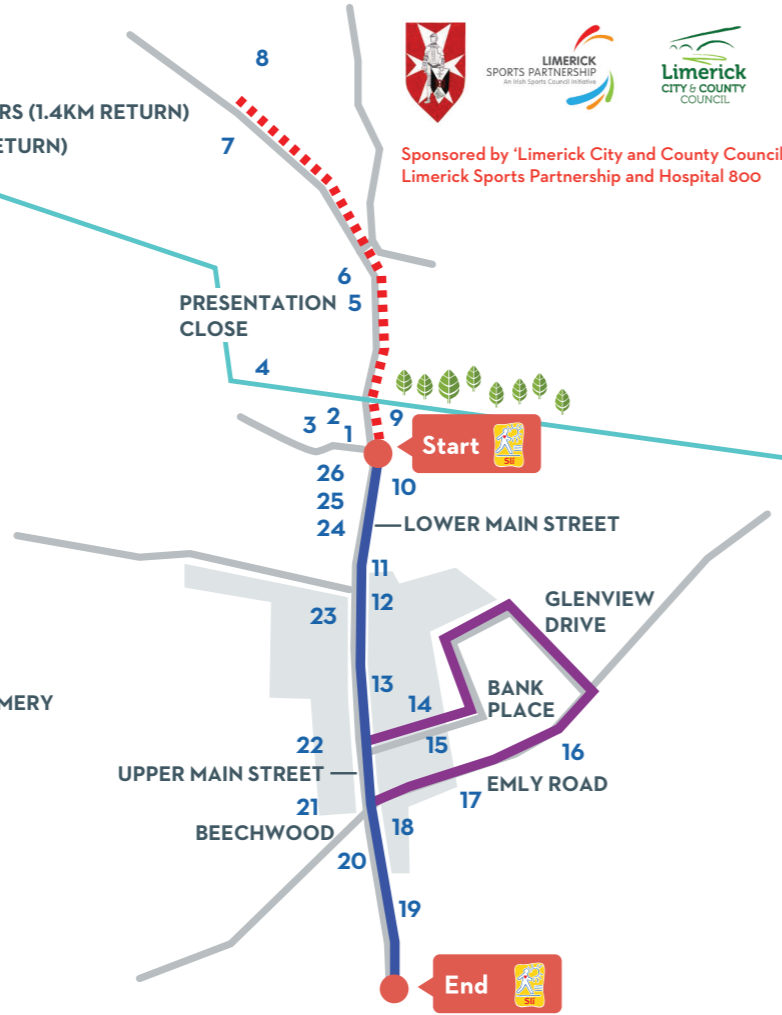 8
RS (1.4KM RETURN)
ETURN)
7
LIMERICK
SPORTS PARTNERSHIP
An Irish Sports Council Initiative
Limerick
CITY & COUNTY
COUNCIL
Sponsored by ‘Limerick City and County Council
Limerick Sports Partnership and Hospital 800
6
PRESENTATION
CLOSE
5
4
3
2
1
9
Start
Slí
26
25
24
10
LOWER MAIN STREET
11
12
23
GLENVIEW
DRIVE
13
14
BANK
PLACE
MERY
15
16
22
UPPER MAIN STREET
EMLY ROAD
17
21
BEECHWOOD
18
20
19
End
Slí